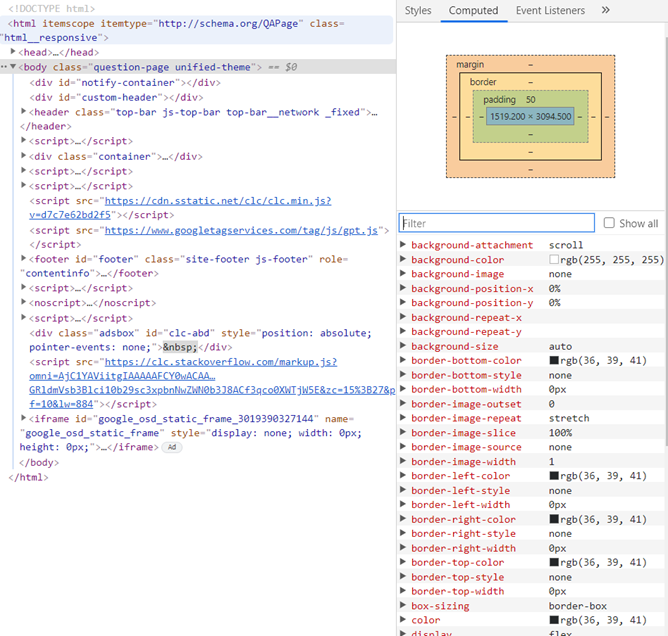 <!DOCTYPE html>
<html itemscope itemtype="http://schema.org/QAPage" class=
"html__responsive">
<head>…</head>
<body class="question-page unified-theme"> == $0
<div id="notify-container"></div>
<div id="custom-header"></div>
<header class="top-bar js-top-bar top-bar__network _fixed">…
</header>
<script>…</script>
<div class="container">…</div>
<script>…</script>
<script>…</script>
<script src="https://cdn.sstatic.net/clc/clc.min.js?
v=d7c7e62bd2f5"></script>
<script src="https://www.googletagservices.com/tag/js/gpt.js">
</script>
<footer id="footer" class="site-footer js-footer" role=
"contentinfo">…</footer>
<script>…</script>
<noscript>…</noscript>
<script>…</script>
<div class="adsbox" id="clc-abd" style="position: absolute;
pointer-events: none;">&nbsp;</div>
<script src="https://clc.stackoverflow.com/markup.js?
omni=AjC1YAViitgIAAAAAFCY0wACAA…
GRldmVsb3Blci10b29sc3xpbnNwZWN0b3J8ACf3qco0XWTjW5E&zc=15%3B27&p
f=10&lw=884"></script>
<iframe id="google_osd_static_frame_3019390327144" name=
"google_osd_static_frame" style="display: none; width: 0px;
height: 0px;">…</iframe> Ad
</body>
</html>
Styles Computed Event Listeners »
margin –
border –
padding 50
– – – 1519.200 × 3094.500 – – –
–
–
–
Filter Show all
background-attachment scroll
background-color rgb(255, 255, 255)
background-image none
background-position-x 0%
background-position-y 0%
background-repeat-x
background-repeat-y
background-size auto
border-bottom-color rgb(36, 39, 41)
border-bottom-style none
border-bottom-width 0px
border-image-outset 0
border-image-repeat stretch
border-image-slice 100%
border-image-source none
border-image-width 1
border-left-color rgb(36, 39, 41)
border-left-style none
border-left-width 0px
border-right-color rgb(36, 39, 41)
border-right-style none
border-right-width 0px
border-top-color rgb(36, 39, 41)
border-top-style none
border-top-width 0px
box-sizing border-box
color rgb(36, 39, 41)
display flex